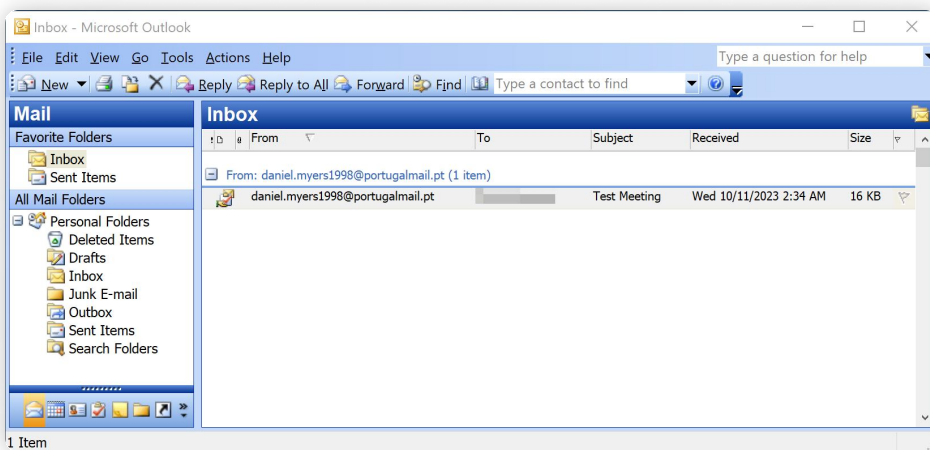 Inbox - Microsoft Outlook
File Edit View Go Tools Actions Help Type a question for help
New Reply Reply to All Forward Find Type a contact to find
Mail Inbox
Favorite Folders ! From To Subject Received Size
Inbox
Sent Items From: daniel.myers1998@portugalmail.pt (1 item)
All Mail Folders daniel.myers1998@portugalmail.pt Test Meeting Wed 10/11/2023 2:34 AM 16 KB
Personal Folders
Deleted Items
Drafts
Inbox
Junk E-mail
Outbox
Sent Items
Search Folders
1 Item